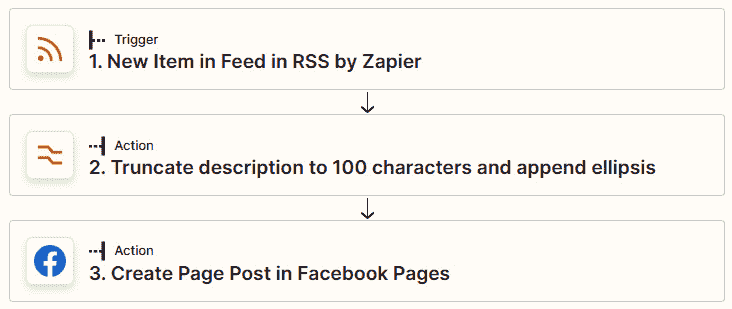 Trigger
1. New Item in Feed in RSS by Zapier
Action
2. Truncate description to 100 characters and append ellipsis
Action
3. Create Page Post in Facebook Pages